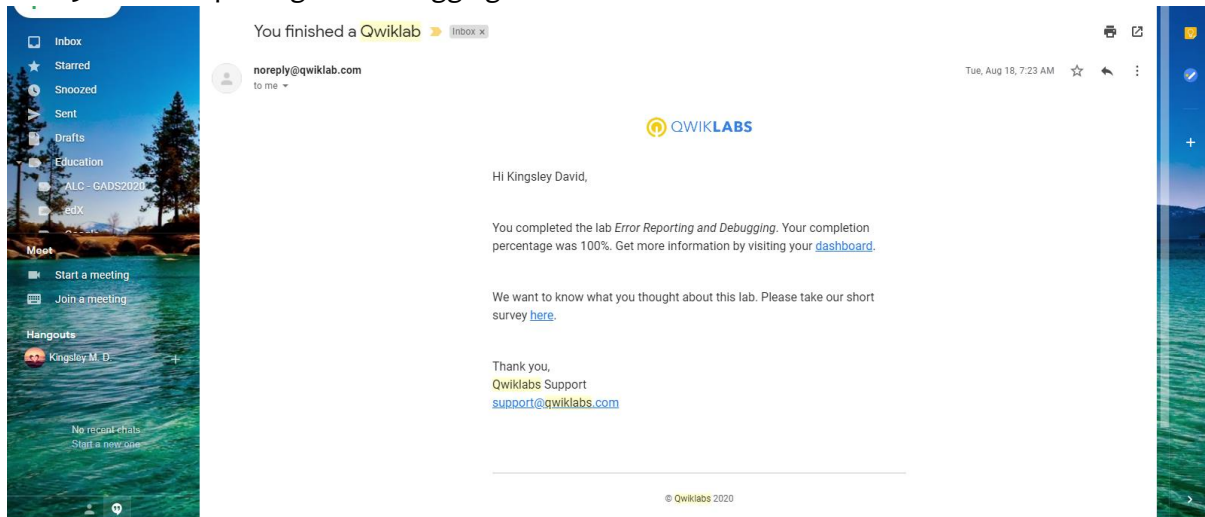 You finished a Qwiklab
Inbox x
noreply@qwiklab.com
to me
Tue, Aug 18, 7:23 AM
Inbox
Starred
Snoozed
Sent
Drafts
Education
ALC - GADS2020
edX
Meet
Start a meeting
Join a meeting
Hangouts
Kingsley M. D
No recent chats
Start a new one
QWIKLABS
Hi Kingsley David,
You completed the lab Error Reporting and Debugging. Your completion
percentage was 100%. Get more information by visiting your dashboard.
We want to know what you thought about this lab. Please take our short
survey here.
Thank you,
Qwiklabs Support
support@qwiklabs.com
© Qwiklabs 2020